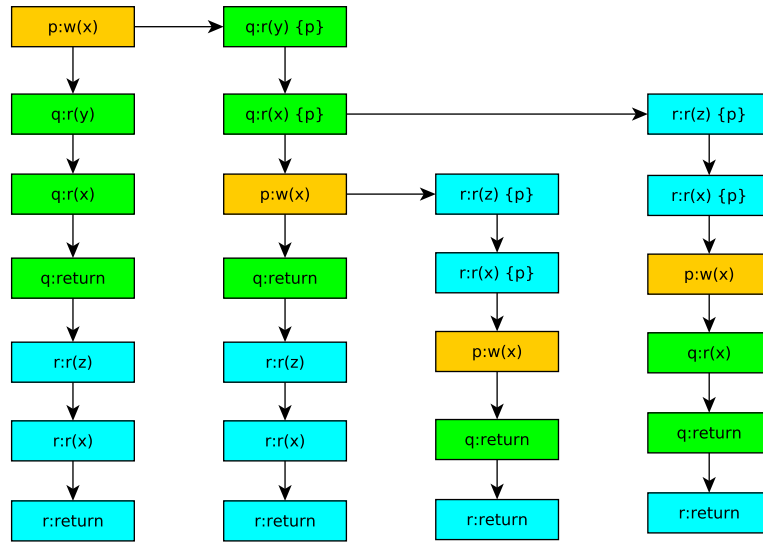 p:w(x)
q:r(y) {p}
q:r(y)
q:r(x) {p}
r:r(z) {p}
q:r(x)
p:w(x)
r:r(z) {p}
r:r(x) {p}
q:return
q:return
r:r(x) {p}
p:w(x)
r:r(z)
r:r(z)
p:w(x)
q:r(x)
r:r(x)
r:r(x)
q:return
q:return
r:return
r:return
r:return
r:return